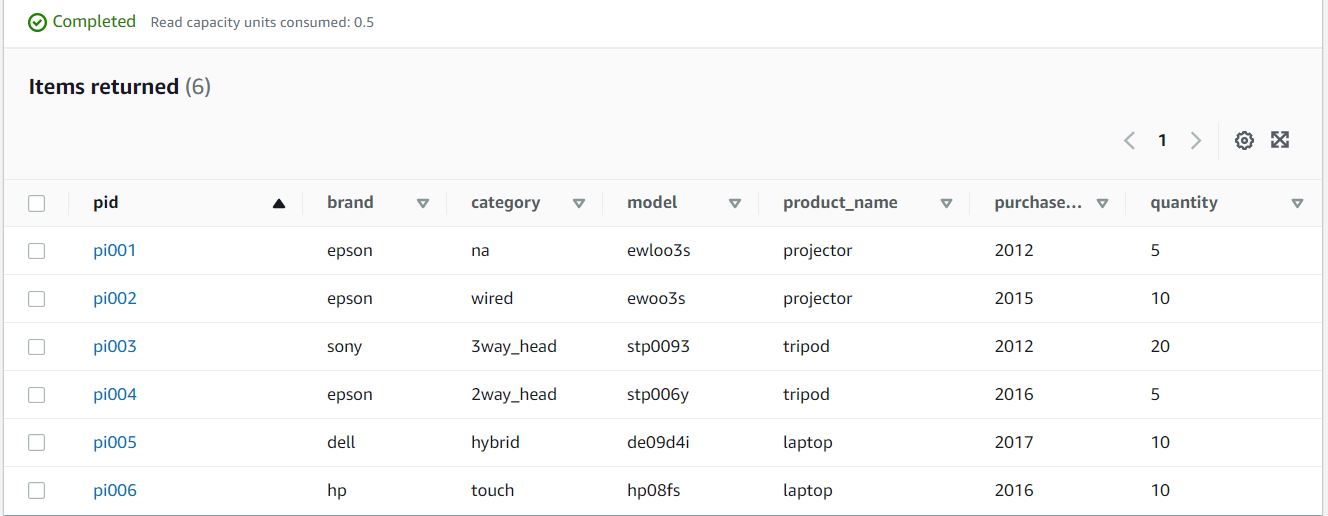 Completed Read capacity units consumed: 0.5
Items returned (6)
1
pid brand category model product_name purchase... quantity
pi001 epson na ewloo3s projector 2012 5
pi002 epson wired ewoo3s projector 2015 10
pi003 sony 3way_head stp0093 tripod 2012 20
pi004 epson 2way_head stp006y tripod 2016 5
pi005 dell hybrid de09d4i laptop 2017 10
pi006 hp touch hp08fs laptop 2016 10